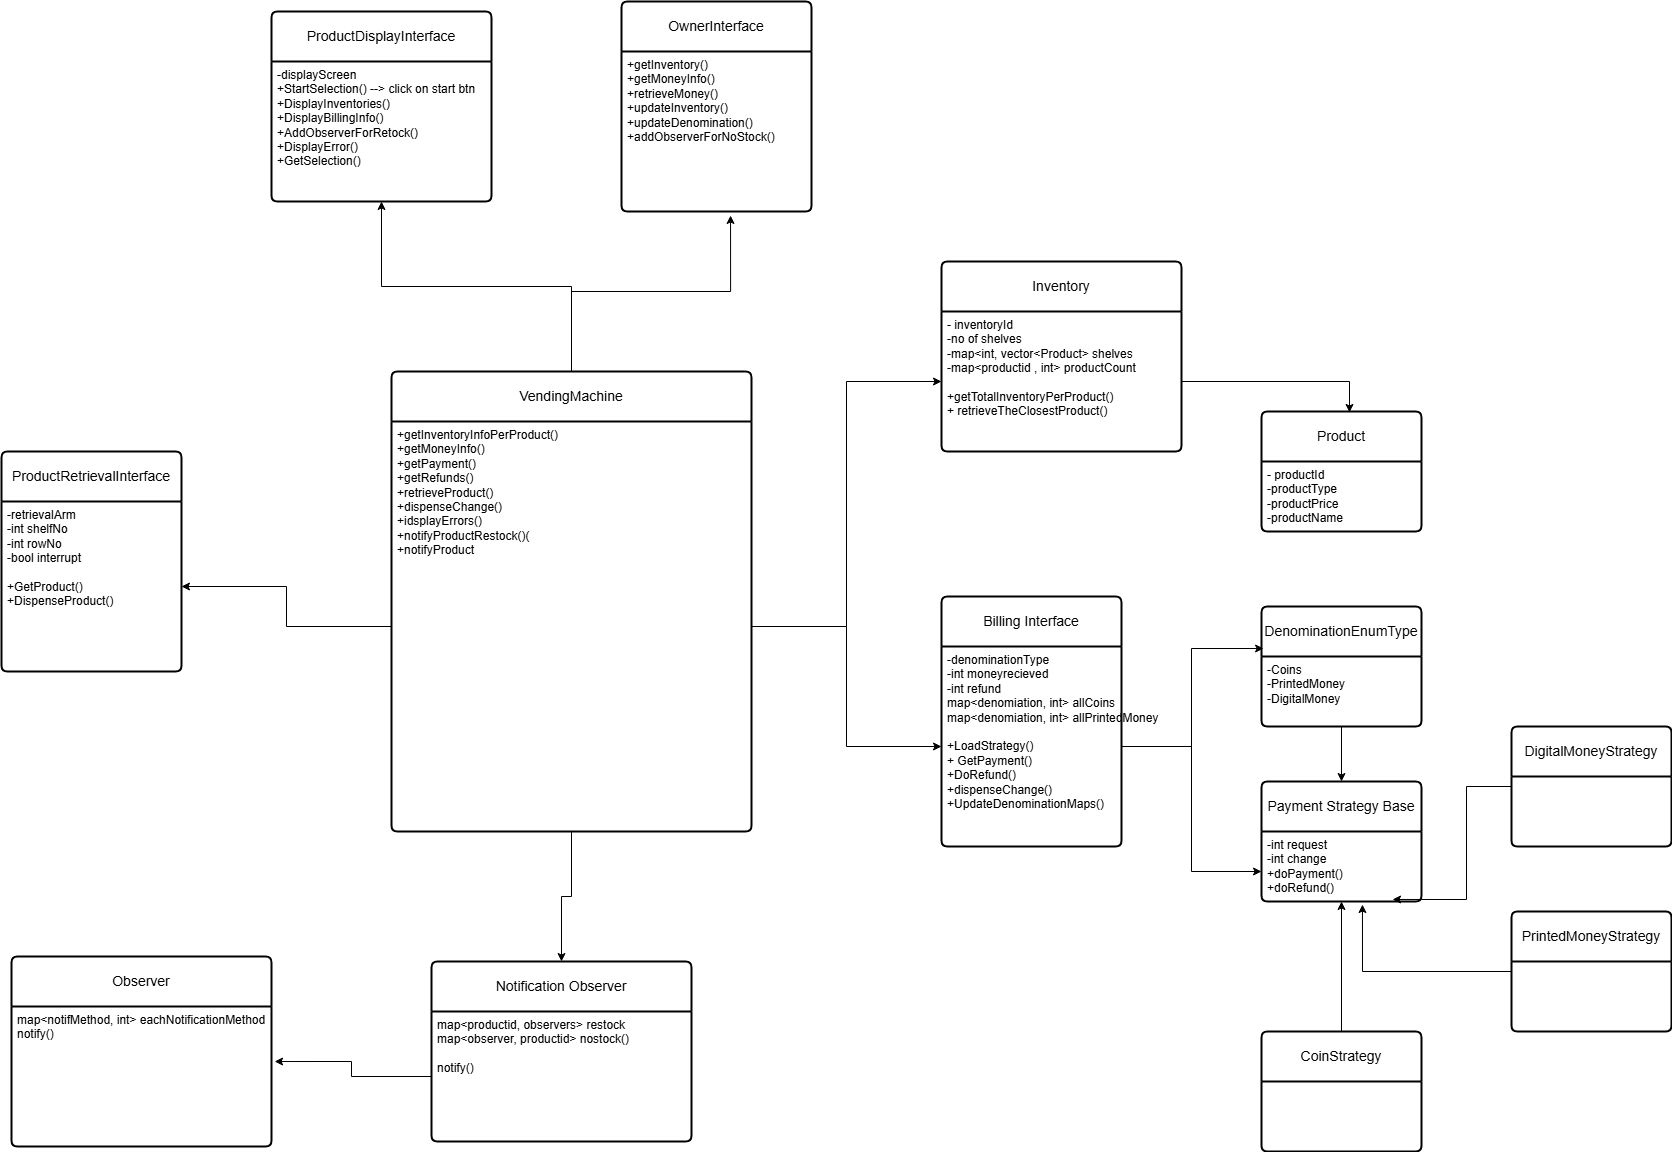 ProductDisplayInterface
-displayScreen
+StartSelection() --> click on start btn
+DisplayInventories()
+DisplayBillingInfo()
+AddObserverForRetock()
+DisplayError()
+GetSelection()
OwnerInterface
+getInventory()
+getMoneyInfo()
+retrieveMoney()
+updateInventory()
+updateDenomination()
+addObserverForNoStock()
Inventory
- inventoryId
-no of shelves
-map<int, vector<Product> shelves
-map<productid , int> productCount
+getTotalInventoryPerProduct()
+ retrieveTheClosestProduct()
VendingMachine
+getInventoryInfoPerProduct()
+getMoneyInfo()
+getPayment()
+getRefunds()
+retrieveProduct()
+dispenseChange()
+idsplayErrors()
+notifyProductRestock()(
+notifyProduct
Product
- productId
-productType
-productPrice
-productName
ProductRetrievalInterface
-retrievalArm
-int shelfNo
-int rowNo
-bool interrupt
+GetProduct()
+DispenseProduct()
Billing Interface
-denominationType
-int moneyrecieved
-int refund
map<denomiation, int> allCoins
map<denomiation, int> allPrintedMoney
+LoadStrategy()
+ GetPayment()
+DoRefund()
+dispenseChange()
+UpdateDenominationMaps()
DenominationEnumType
-Coins
-PrintedMoney
-DigitalMoney
DigitalMoneyStrategy
Payment Strategy Base
-int request
-int change
+doPayment()
+doRefund()
PrintedMoneyStrategy
Observer
map<notifMethod, int> eachNotificationMethod
notify()
Notification Observer
map<productid, observers> restock
map<observer, productid> nostock()
notify()
CoinStrategy